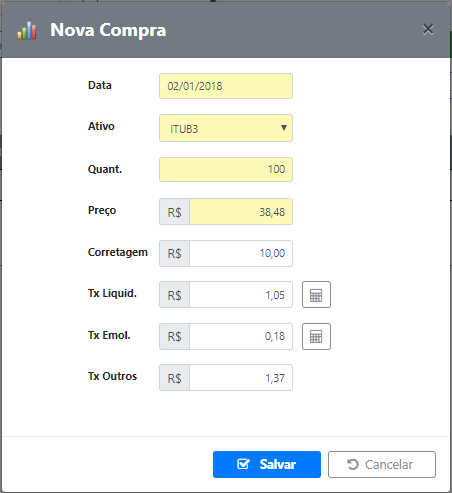 Nova Compra ×
Data 02/01/2018
Ativo ITUB3
Quant. 100
Preço R$ 38,48
Corretagem R$ 10,00
Tx Liquid. R$ 1,05
Tx Emol. R$ 0,18
Tx Outros R$ 1,37
Salvar Cancelar